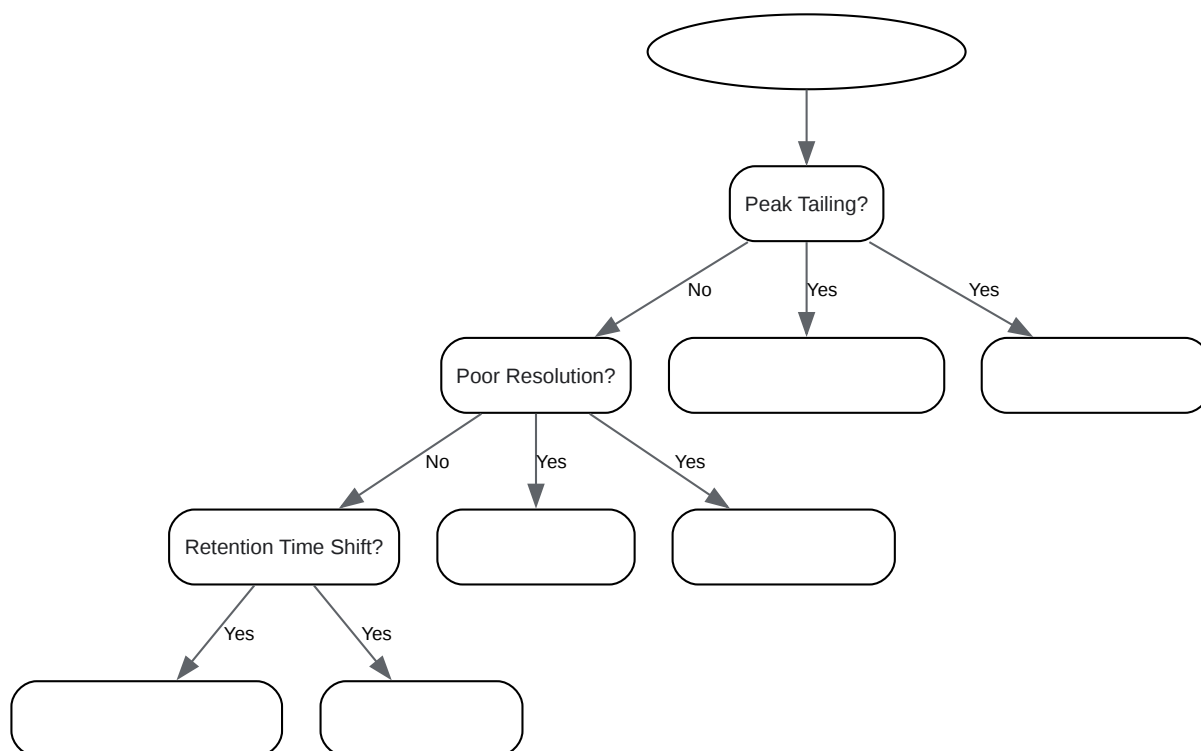 Peak Tailing?
No
Yes
Yes
Poor Resolution?
No
Yes
Yes
Retention Time Shift?
Yes
Yes